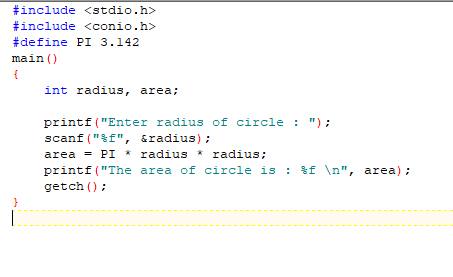 #include <stdio.h>
#include <conio.h>
#define PI 3.142
main()
{
    int radius, area;

    printf("Enter radius of circle : ");
    scanf("%f", &radius);
    area = PI * radius * radius;
    printf("The area of circle is : %f \n", area);
    getch();
}